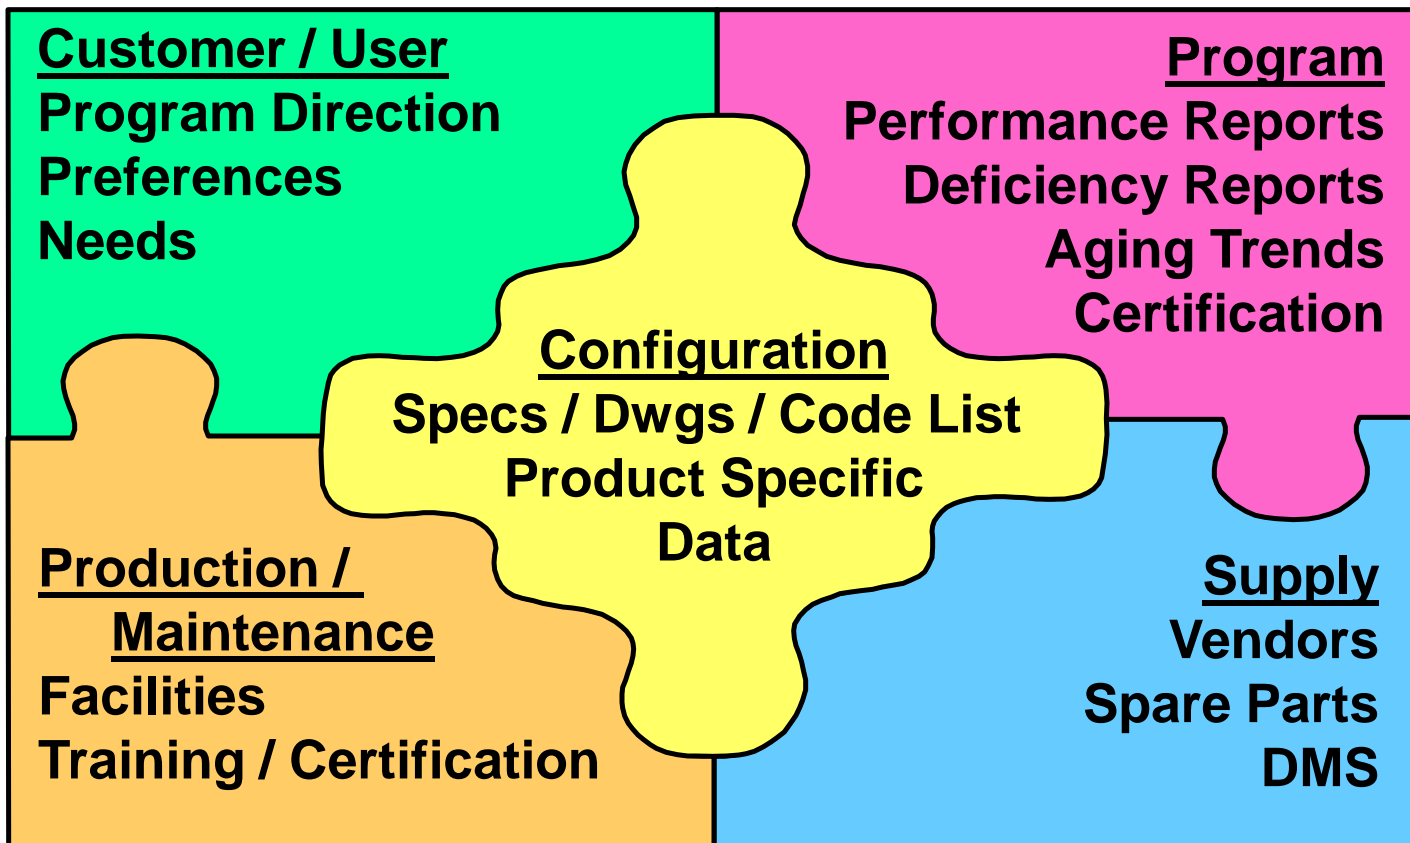 Customer / User
Program Direction
Preferences
Needs
Program
Performance Reports
Deficiency Reports
Aging Trends
Certification
Configuration
Specs / Dwgs / Code List
Product Specific
Data
Production /
Maintenance
Facilities
Training / Certification
Supply
Vendors
Spare Parts
DMS